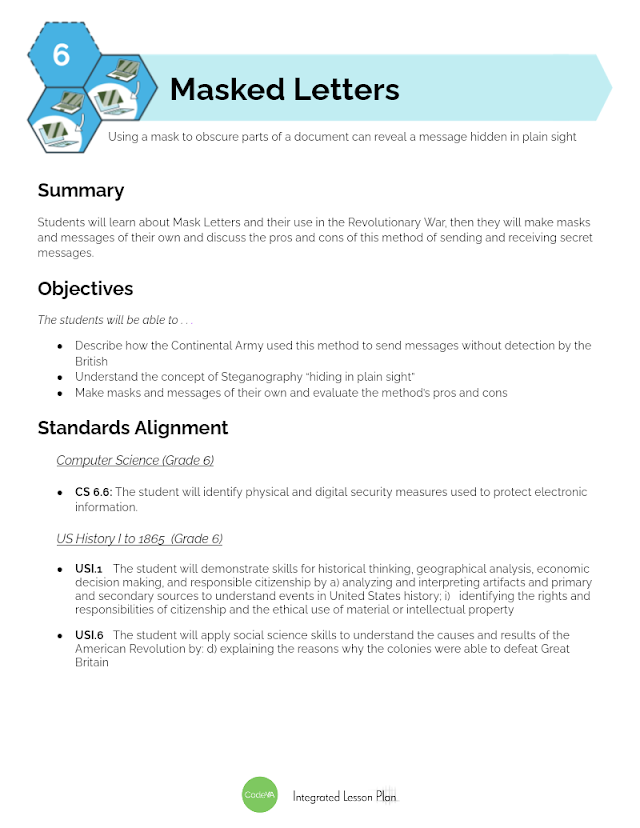 6
Masked Letters
Using a mask to obscure parts of a document can reveal a message hidden in plain sight
Summary
Students will learn about Mask Letters and their use in the Revolutionary War, then they will make masks
and messages of their own and discuss the pros and cons of this method of sending and receiving secret
messages.
Objectives
The students will be able to . . .
● Describe how the Continental Army used this method to send messages without detection by the
British
● Understand the concept of Steganography "hiding in plain sight"
● Make masks and messages of their own and evaluate the method's pros and cons
Standards Alignment
Computer Science (Grade 6)
● CS 6.6: The student will identify physical and digital security measures used to protect electronic
information.
US History I to 1865 (Grade 6)
● USI.1 The student will demonstrate skills for historical thinking, geographical analysis, economic
decision making, and responsible citizenship by a) analyzing and interpreting artifacts and primary
and secondary sources to understand events in United States history; i) identifying the rights and
responsibilities of citizenship and the ethical use of material or intellectual property
● USI.6 The student will apply social science skills to understand the causes and results of the
American Revolution by: d) explaining the reasons why the colonies were able to defeat Great
Britain
CodeVA
Integrated Lesson Plan